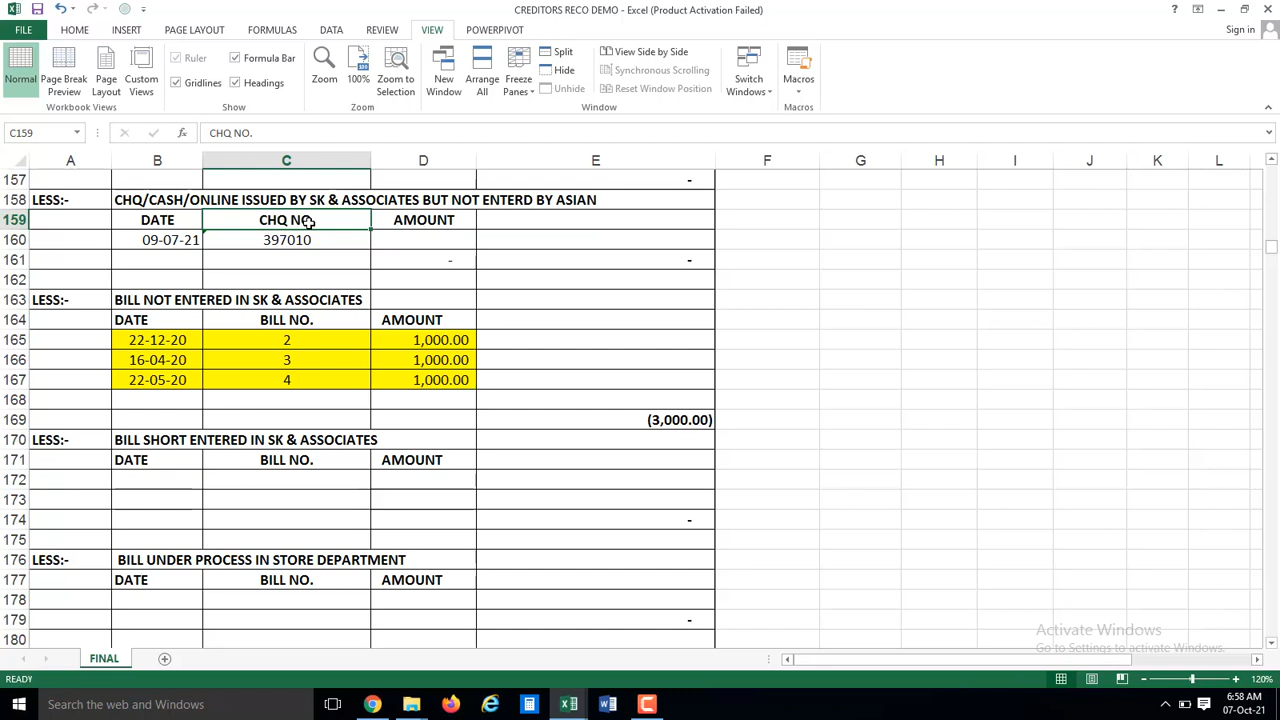 CREDITORS RECO DEMO - Excel (Product Activation Failed)
Sign in
FILE HOME INSERT PAGE LAYOUT FORMULAS DATA REVIEW VIEW POWERPIVOT
Normal
Page Break Preview
Page Layout
Custom Views
Workbook Views
Ruler
Formula Bar
Gridlines
Headings
Show
Zoom
100%
Zoom to Selection
Zoom
New Window
Arrange All
Freeze Panes
Split
Hide
Unhide
View Side by Side
Synchronous Scrolling
Reset Window Position
Window
Switch Windows
Macros
Macros
C159
CHQ NO.
A B C D E F G H I J K L
157 -
158 LESS:- CHQ/CASH/ONLINE ISSUED BY SK & ASSOCIATES BUT NOT ENTERD BY ASIAN
159 DATE CHQ NO. AMOUNT
160 09-07-21 397010
161 - -
162
163 LESS:- BILL NOT ENTERED IN SK & ASSOCIATES
164 DATE BILL NO. AMOUNT
165 22-12-20 2 1,000.00
166 16-04-20 3 1,000.00
167 22-05-20 4 1,000.00
168
169 (3,000.00)
170 LESS:- BILL SHORT ENTERED IN SK & ASSOCIATES
171 DATE BILL NO. AMOUNT
172
173
174 -
175
176 LESS:- BILL UNDER PROCESS IN STORE DEPARTMENT
177 DATE BILL NO. AMOUNT
178
179 -
180
Activate Windows
Go to Settings to activate Windows.
FINAL
READY
120%
Search the web and Windows
6:58 AM
07-Oct-21